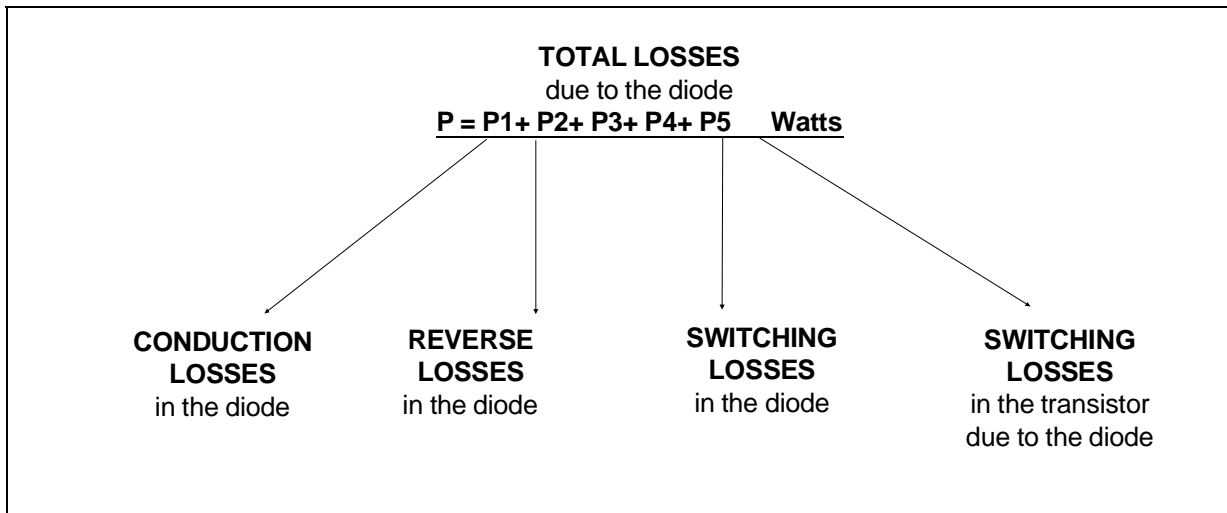 TOTAL LOSSES
due to the diode
P = P1+ P2+ P3+ P4+ P5 Watts
CONDUCTION
LOSSES
in the diode
REVERSE
LOSSES
in the diode
SWITCHING
LOSSES
in the diode
SWITCHING
LOSSES
in the transistor
due to the diode